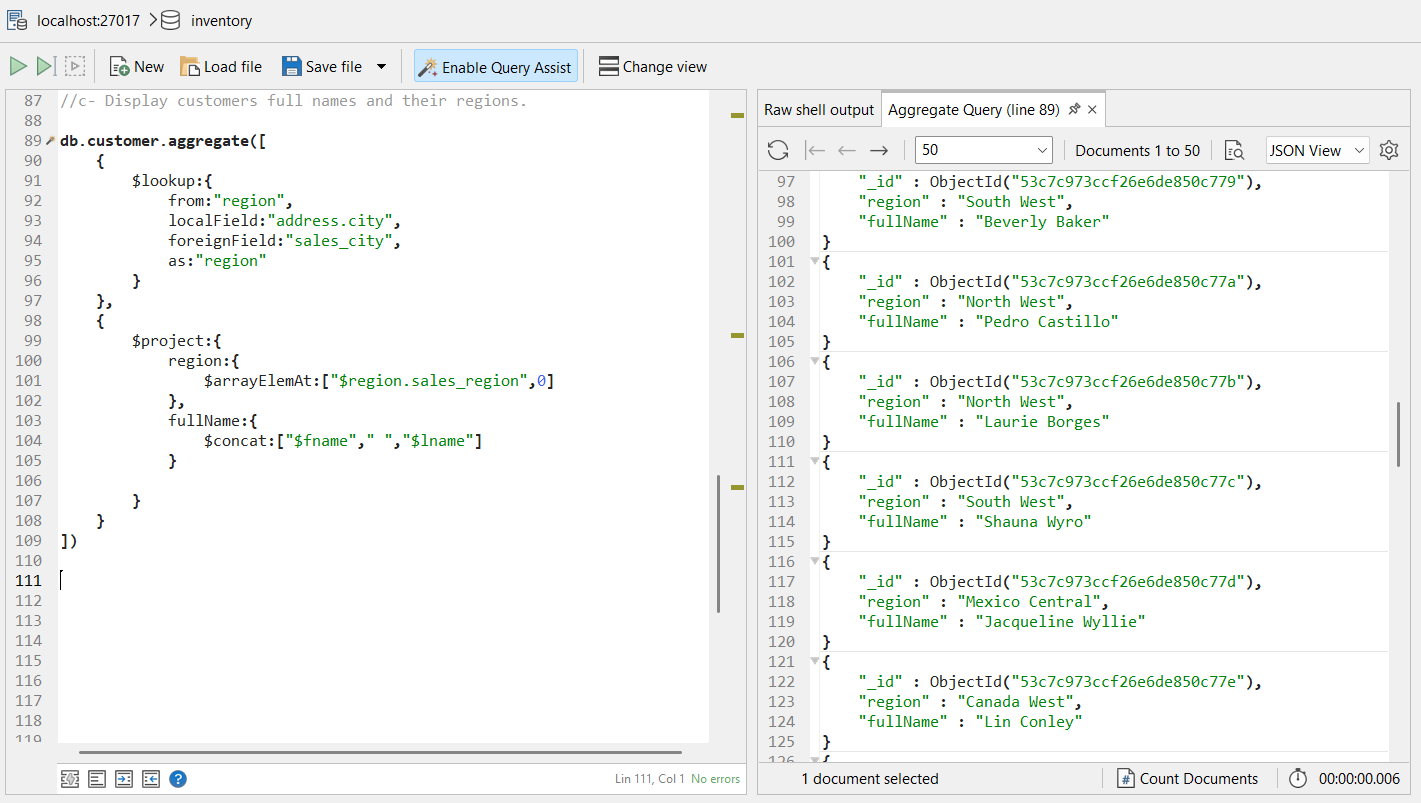 localhost:27017 > inventory
New Load file Save file Enable Query Assist Change view
87 //c- Display customers full names and their regions.
88
89 db.customer.aggregate([
90     {
91         $lookup:{
92             from:"region",
93             localField:"address.city",
94             foreignField:"sales_city",
95             as:"region"
96         }
97     },
98     {
99         $project:{
100             region:{
101                 $arrayElemAt:["$region.sales_region",0]
102             },
103             fullName:{
104                 $concat:["$fname"," ","$lname"]
105             }
106
107         }
108     }
109 ])
110
111
112
113
114
115
116
117
118
119
Lin 111, Col 1 No errors
Raw shell output Aggregate Query (line 89)
50 Documents 1 to 50 JSON View
97     "_id" : ObjectId("53c7c973ccf26e6de850c779"),
98     "region" : "South West",
99     "fullName" : "Beverly Baker"
100 }
101 {
102     "_id" : ObjectId("53c7c973ccf26e6de850c77a"),
103     "region" : "North West",
104     "fullName" : "Pedro Castillo"
105 }
106 {
107     "_id" : ObjectId("53c7c973ccf26e6de850c77b"),
108     "region" : "North West",
109     "fullName" : "Laurie Borges"
110 }
111 {
112     "_id" : ObjectId("53c7c973ccf26e6de850c77c"),
113     "region" : "South West",
114     "fullName" : "Shauna Wyro"
115 }
116 {
117     "_id" : ObjectId("53c7c973ccf26e6de850c77d"),
118     "region" : "Mexico Central",
119     "fullName" : "Jacqueline Wyllie"
120 }
121 {
122     "_id" : ObjectId("53c7c973ccf26e6de850c77e"),
123     "region" : "Canada West",
124     "fullName" : "Lin Conley"
125 }
126 {
1 document selected Count Documents 00:00:00.006